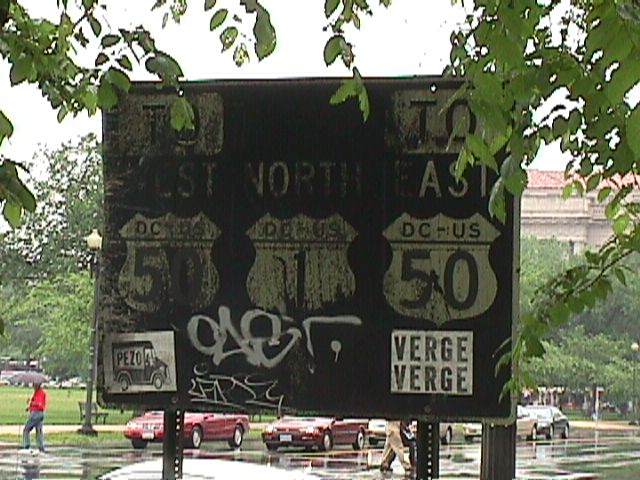 TO TO
WEST NORTH EAST
DC-US DC-US DC-US
50 1 50
PEZO
VERGE
VERGE